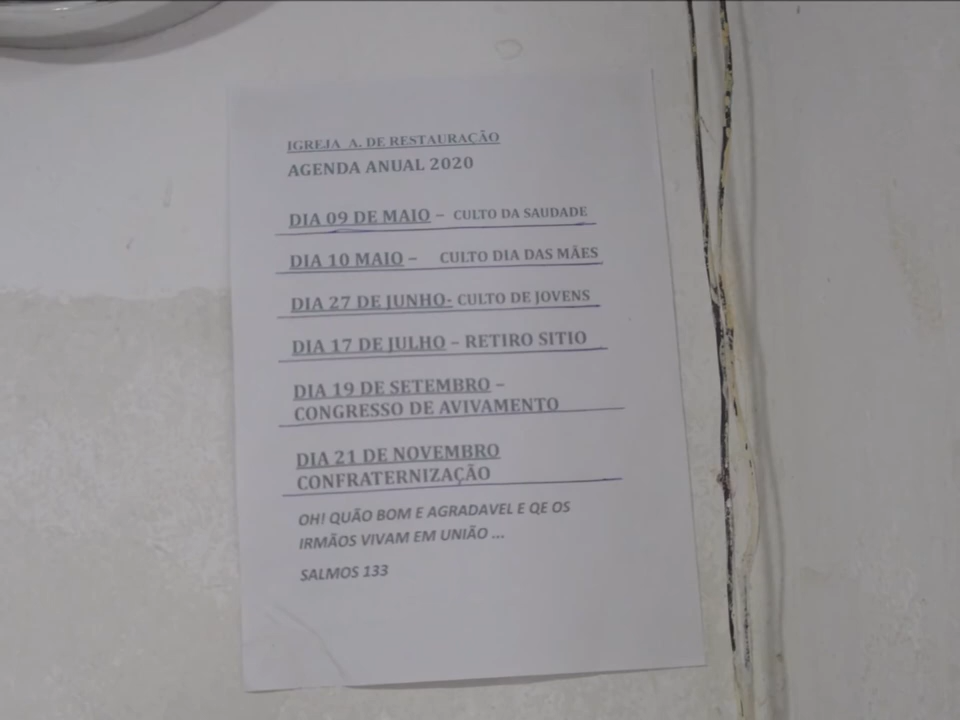 IGREJA A. DE RESTAURAÇÃO
AGENDA ANUAL 2020
DIA 09 DE MAIO – CULTO DA SAUDADE
DIA 10 MAIO – CULTO DIA DAS MÃES
DIA 27 DE JUNHO- CULTO DE JOVENS
DIA 17 DE JULHO – RETIRO SITIO
DIA 19 DE SETEMBRO –
CONGRESSO DE AVIVAMENTO
DIA 21 DE NOVEMBRO
CONFRATERNIZAÇÃO
OH! QUÃO BOM E AGRADAVEL E QE OS
IRMÃOS VIVAM EM UNIÃO ...
SALMOS 133